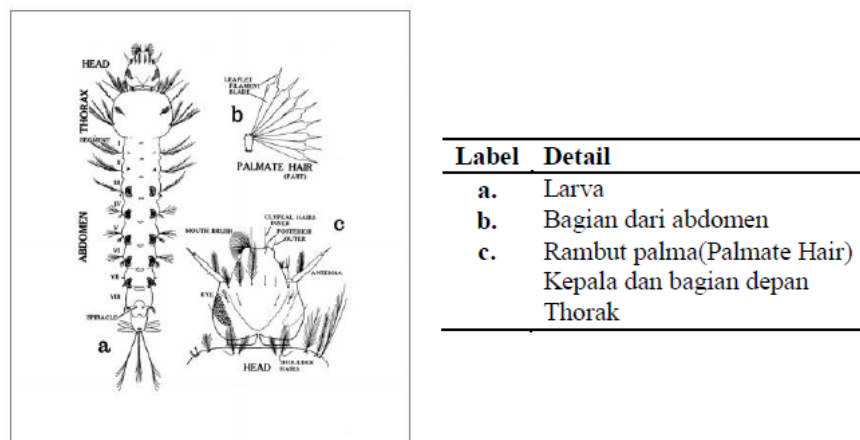 HEAD
THORAX
SEGMENT
I
II
III
IV
V
VI
VII
VIII
ABDOMEN
SPIRACLE
a
LEAFLET
FILAMENT
BLADE
b
PALMATE HAIR
(PART)
CLYPEAL HAIRS
INNER
POSTERIOR
OUTER
c
MOUTH BRUSH
ANTENNA
EYE
HEAD
SHOULDER
HAIRS
Label Detail
a. Larva
b. Bagian dari abdomen
c. Rambut palma(Palmate Hair)
Kepala dan bagian depan
Thorak